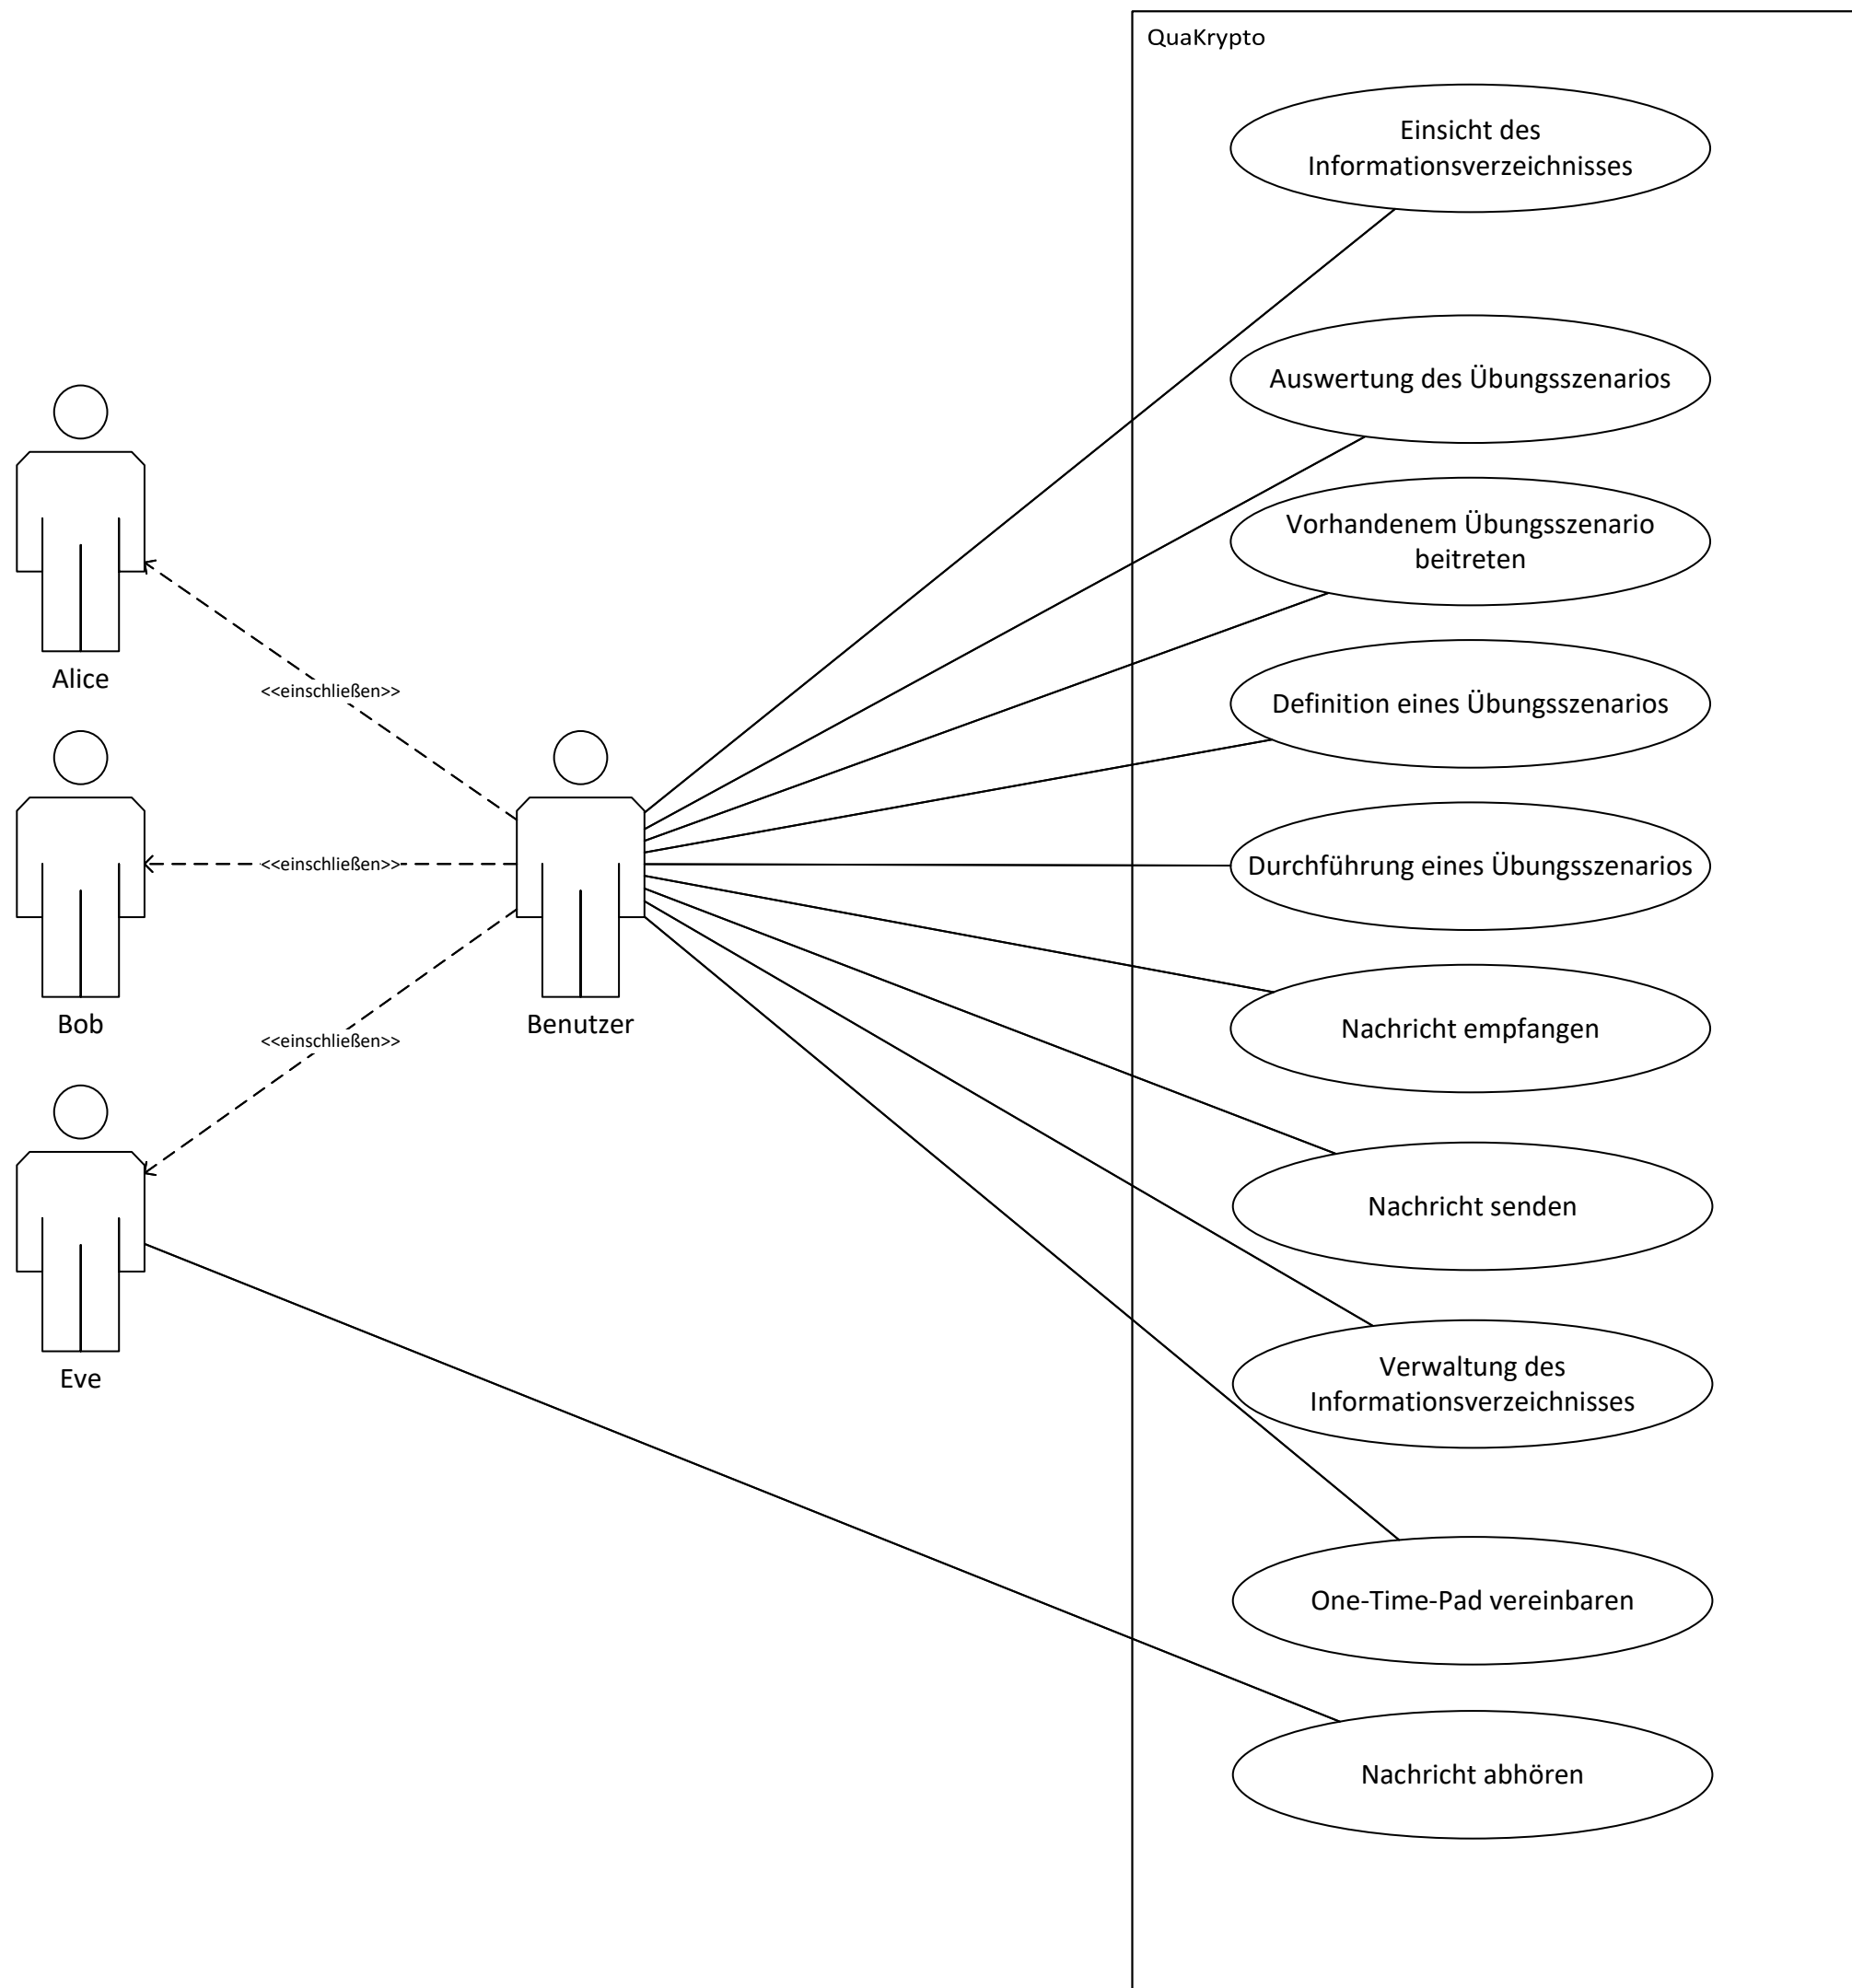 QuaKrypto
Einsicht des
Informationsverzeichnisses
Auswertung des Übungsszenarios
Vorhandenem Übungsszenario
beitreten
Alice
<<einschließen>>
Definition eines Übungsszenarios
<<einschließen>>
Durchführung eines Übungsszenarios
Bob
Benutzer
<<einschließen>>
Nachricht empfangen
Nachricht senden
Eve
Verwaltung des
Informationsverzeichnisses
One-Time-Pad vereinbaren
Nachricht abhören